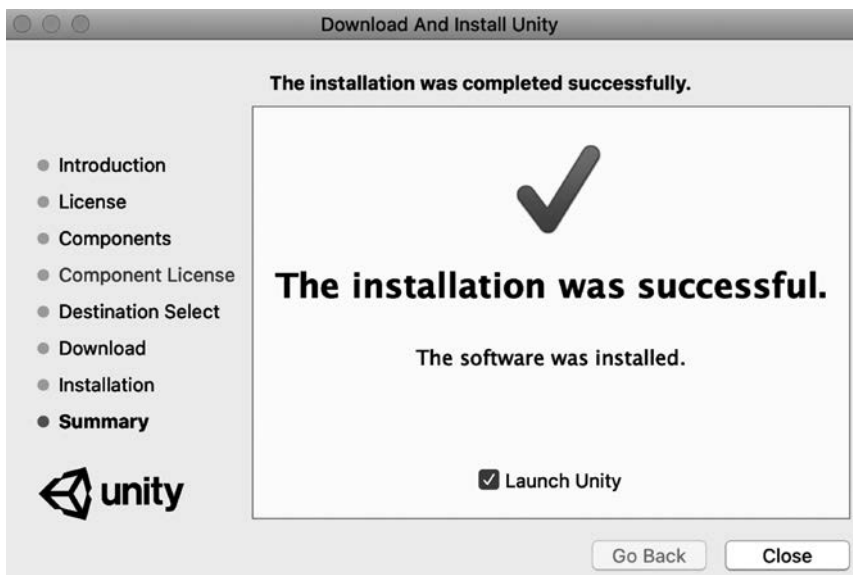 Download And Install Unity
The installation was completed successfully.
Introduction
License
Components
Component License
Destination Select
Download
Installation
Summary
unity
The installation was successful.
The software was installed.
Launch Unity
Go Back
Close